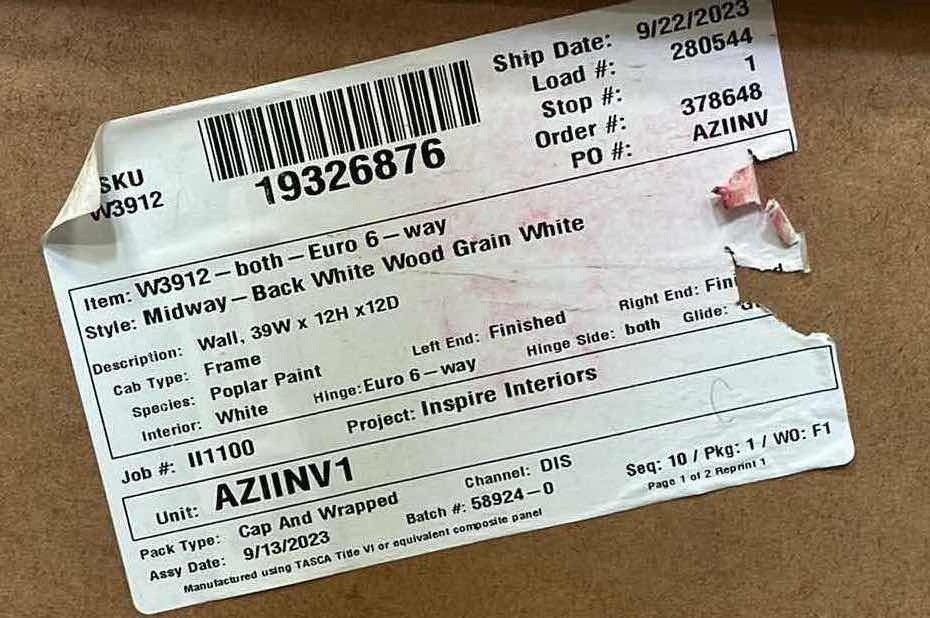 Ship Date: 9/22/2023
Load #: 280544
Stop #: 1
Order #: 378648
PO #: AZIINV
SKU
W3912
19326876
Item: W3912-both-Euro 6-way
Style: Midway-Back White Wood Grain White
Description: Wall, 39W x 12H x12D
Cab Type: Frame Left End: Finished Right End:
Species: Poplar Paint Hinge: Euro 6-way Hinge Side: both Glide:
Interior: White
Job #: II1100 Project: Inspire Interiors
Unit: AZIINV1
Pack Type: Cap And Wrapped Channel: DIS Seq: 10 / Pkg: 1 / WO: F1
Assy Date: 9/13/2023 Batch #: 58924-0 Page 1 of 2 Reprint 1
Manufactured using TASCA Title VI or equivalent composite panel